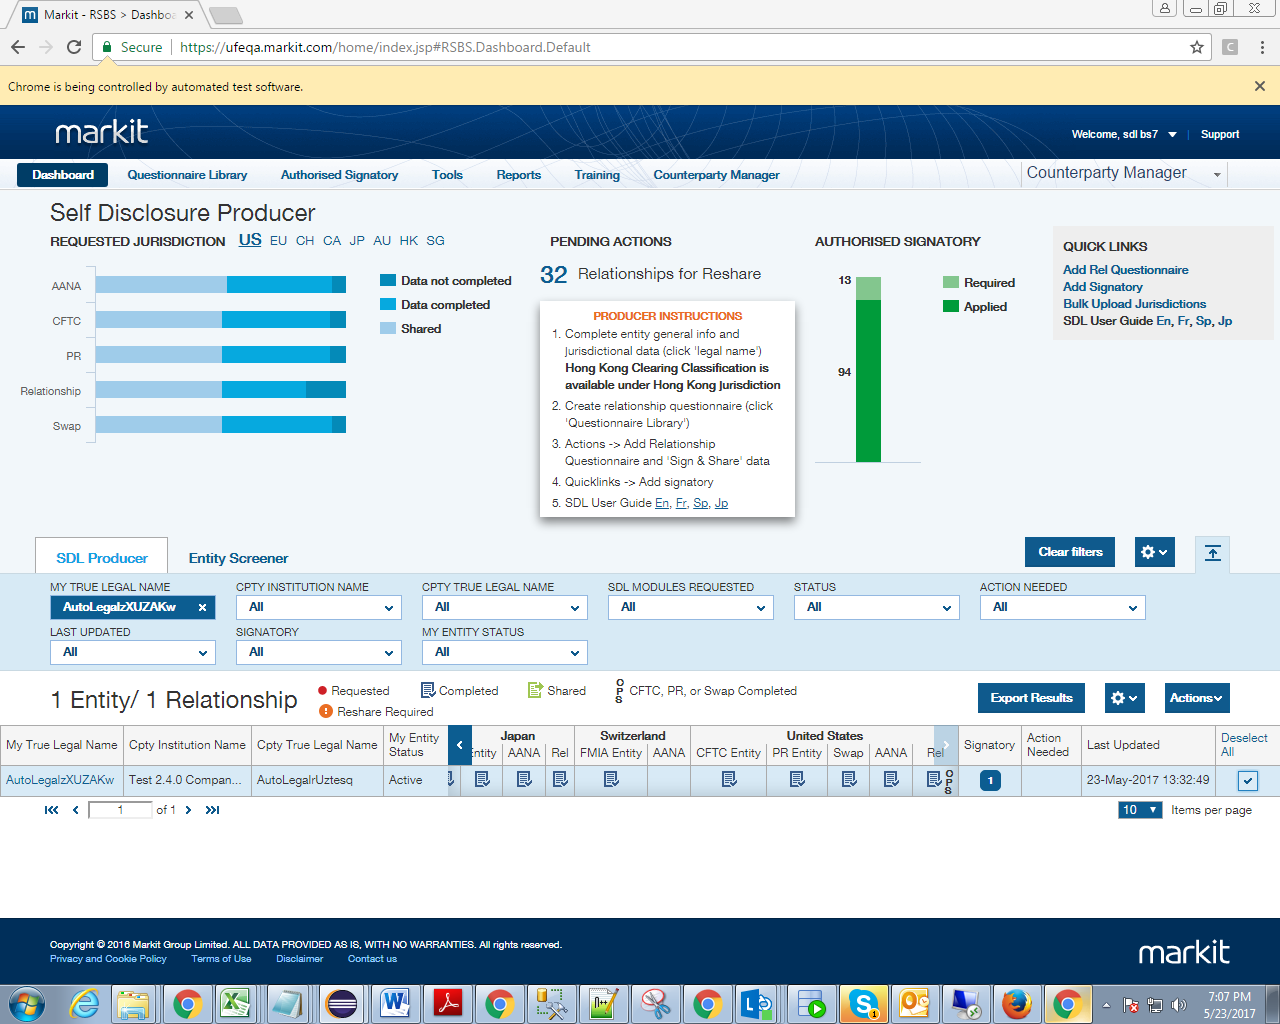 Markit - RSBS > Dashboa
Secure
https://ufeqa.markit.com/home/index.jsp#RSBS.Dashboard.Default
Chrome is being controlled by automated test software.
markit
Welcome, sdl bs7
Support
Dashboard
Questionnaire Library
Authorised Signatory
Tools
Reports
Training
Counterparty Manager
Counterparty Manager
Self Disclosure Producer
REQUESTED JURISDICTION US EU CH CA JP AU HK SG
AANA
CFTC
PR
Relationship
Swap
Data not completed
Data completed
Shared
PENDING ACTIONS
32 Relationships for Reshare
PRODUCER INSTRUCTIONS
1. Complete entity general info and
jurisdictional data (click 'legal name')
Hong Kong Clearing Classification is
available under Hong Kong Jurisdiction
2. Create relationship questionnaire (click
'Questionnaire Library')
3. Actions -> Add Relationship
Questionnaire and 'Sign & Share' data
4. Quicklinks -> Add signatory
5. SDL User Guide En, Fr, Sp, Jp
AUTHORISED SIGNATORY
13
94
Required
Applied
QUICK LINKS
Add Rel Questionnaire
Add Signatory
Bulk Upload Jurisdictions
SDL User Guide En, Fr, Sp, Jp
SDL Producer
Entity Screener
Clear filters
MY TRUE LEGAL NAME
AutoLegalzXUZAKw
CPTY INSTITUTION NAME
All
CPTY TRUE LEGAL NAME
All
SDL MODULES REQUESTED
All
STATUS
All
ACTION NEEDED
All
LAST UPDATED
All
SIGNATORY
All
MY ENTITY STATUS
All
1 Entity/ 1 Relationship
Requested
Completed
Shared
OPS CFTC, PR, or Swap Completed
Reshare Required
Export Results
Actions
My True Legal Name
Cpty Institution Name
Cpty True Legal Name
My Entity
Status
Japan
Entity AANA Rel
Switzerland
FMIA Entity AANA
United States
CFTC Entity PR Entity Swap AANA Rel
Signatory
Action
Needed
Last Updated
Deselect
All
AutoLegalzXUZAKw Test 2.4.0 Compan... AutoLegalrUztesq Active OPS 1 23-May-2017 13:32:49
1 of 1
10 Items per page
Copyright © 2016 Markit Group Limited. ALL DATA PROVIDED AS IS, WITH NO WARRANTIES. All rights reserved.
Privacy and Cookie Policy
Terms of Use
Disclaimer
Contact us
markit
7:07 PM
5/23/2017